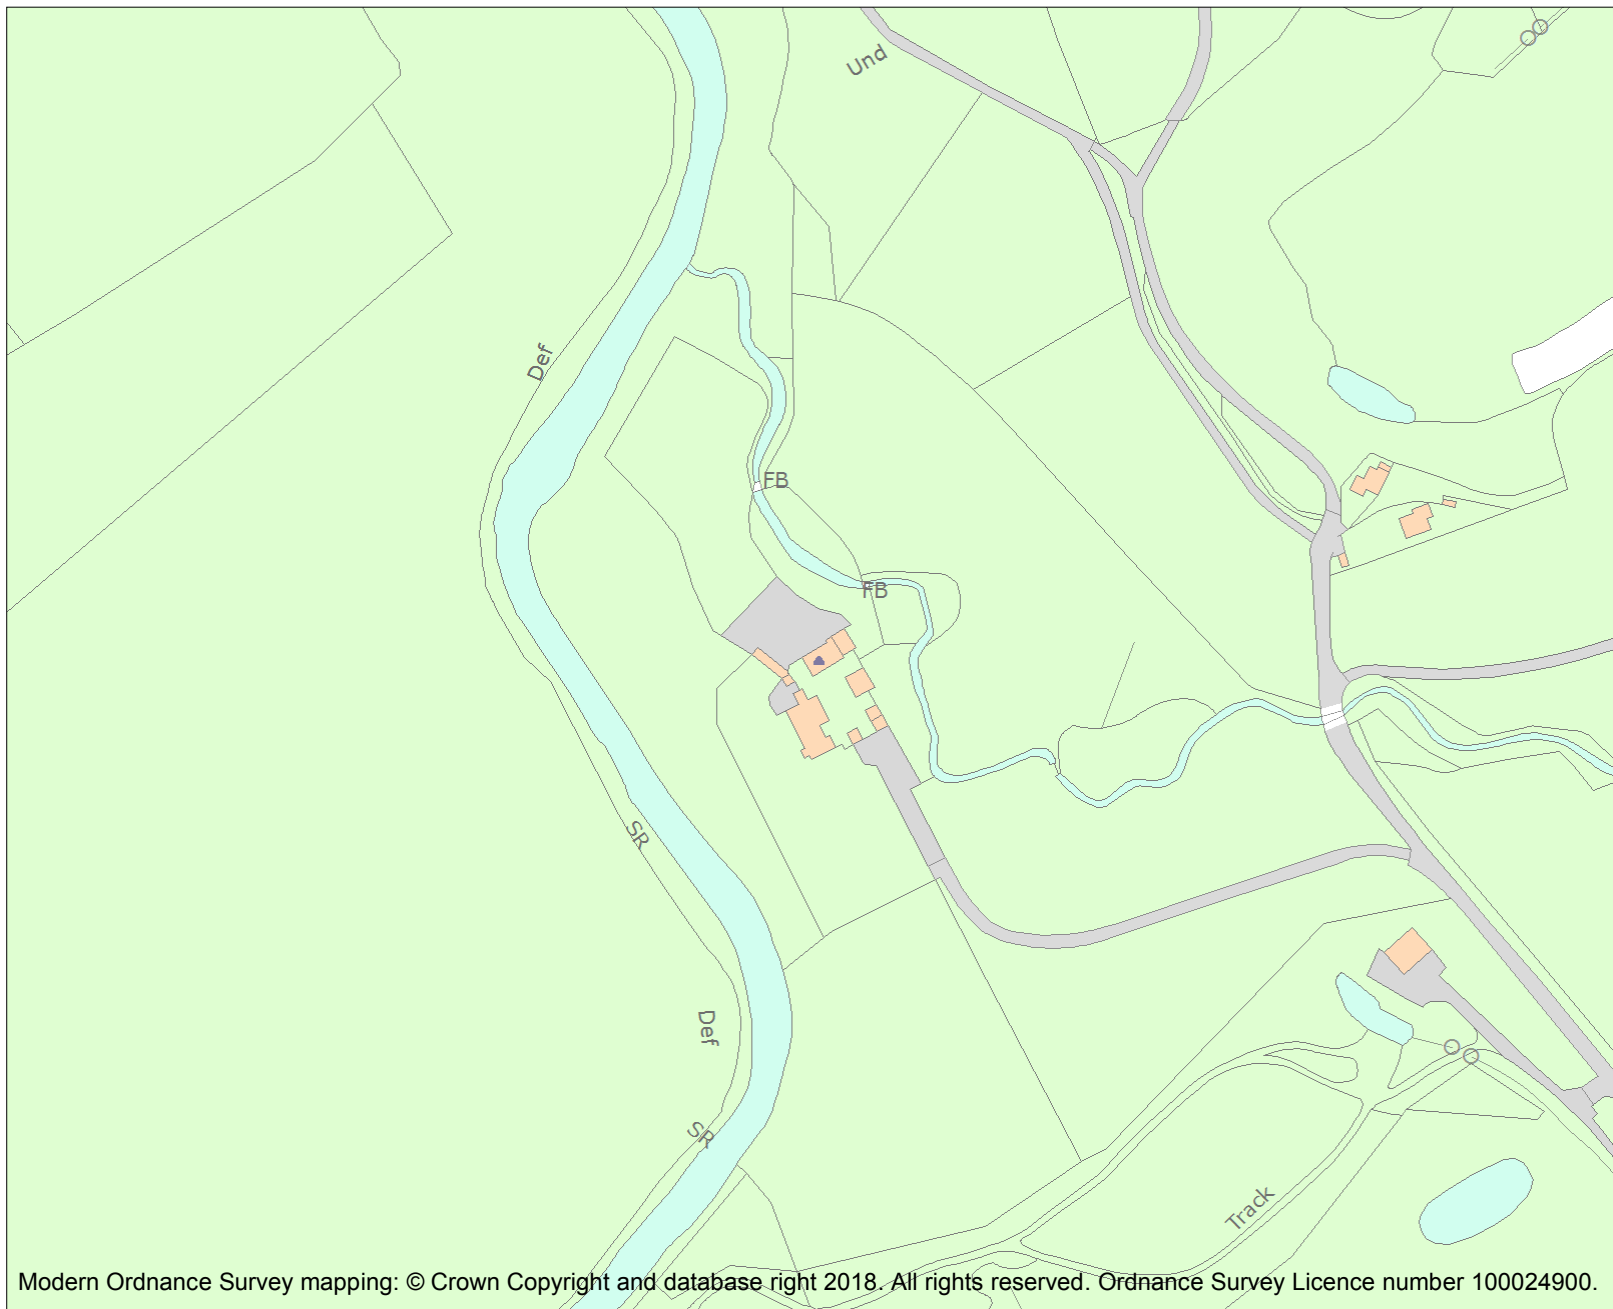 Und
Def
FB
FB
SR
Def
SR
Track
Modern Ordnance Survey mapping: © Crown Copyright and database right 2018. All rights reserved. Ordnance Survey Licence number 100024900.